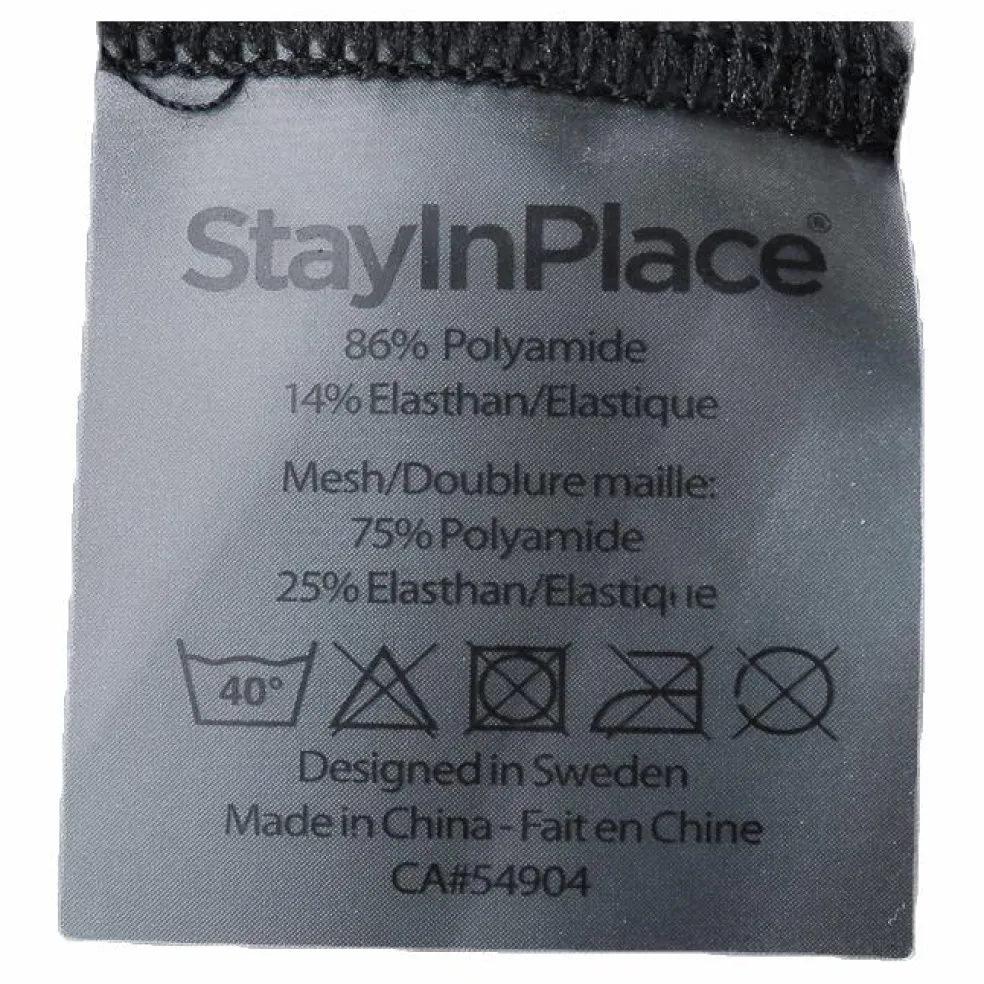 StayInPlace®
86% Polyamide
14% Elasthan/Elastique
Mesh/Doublure maille:
75% Polyamide
25% Elasthan/Elastique
40°
Designed in Sweden
Made in China - Fait en Chine
CA#54904